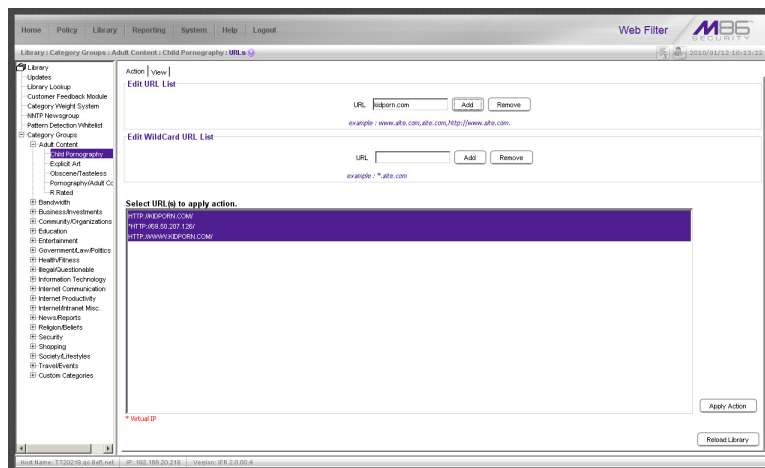 Home Policy Library Reporting System Help Logout
Web Filter
M86
SECURITY
Library : Category Groups : Adult Content : Child Pornography : URLs
2010/01/12 10:13:22
Library
Updates
Library Lookup
Customer Feedback Module
Category Weight System
NNTP Newsgroup
Pattern Detection Whitelist
Category Groups
Adult Content
Child Pornography
Explicit Art
Obscene/Tasteless
Pornography/Adult Cc
R Rated
Bandwidth
Business/Investments
Community/Organizations
Education
Entertainment
Government/Law/Politics
Health/Fitness
Illegal/Questionable
Information Technology
Internet Communication
Internet Productivity
Internet/Intranet Misc.
News/Reports
Religion/Beliefs
Security
Shopping
Society/Lifestyles
Travel/Events
Custom Categories
Action View
Edit URL List
URL kidporn.com Add Remove
example : www.site.com,site.com,http://www.site.com.
Edit WildCard URL List
URL Add Remove
example : *.site.com
Select URL(s) to apply action.
HTTP://KIDPORN.COM/
*HTTP://69.50.207.126/
HTTP://WWW.KIDPORN.COM/
* Virtual IP
Apply Action
Reload Library
Host Name: TT20218.qc.8e6.net IP: 192.168.20.218 Version: IFR 2.0.00.4